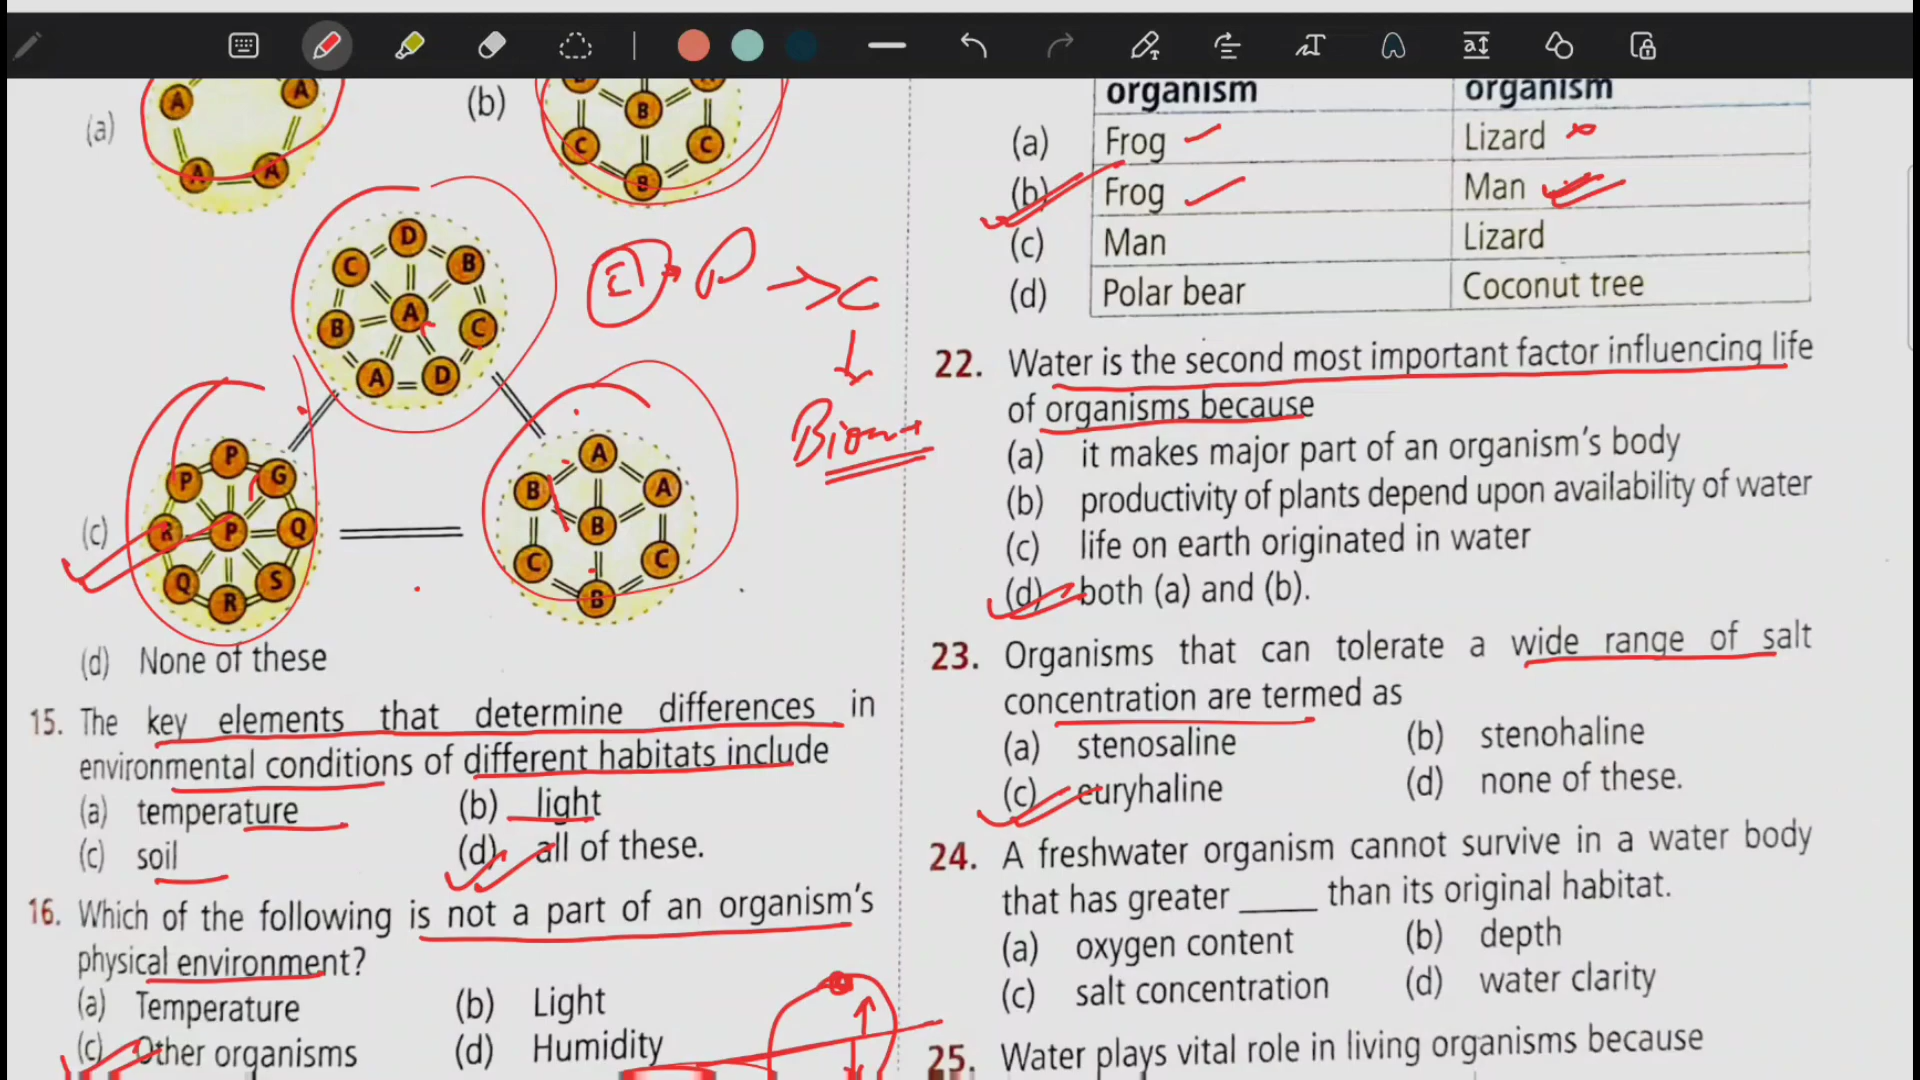 (a)
A
A
A
A
(b)
B
C
C
B
D
C
B
A
B
C
A
D
(c)
P
P
G
R
P
Q
Q
S
R
A
B
A
B
C
C
B
(d) None of these
15. The key elements that determine differences in
environmental conditions of different habitats include
(a) temperature (b) light
(c) soil (d) all of these.
16. Which of the following is not a part of an organism's
physical environment?
(a) Temperature (b) Light
(c) Other organisms (d) Humidity
P
C
organism organism
(a) Frog Lizard
(b) Frog Man
(c) Man Lizard
(d) Polar bear Coconut tree
22. Water is the second most important factor influencing life
of organisms because
(a) it makes major part of an organism's body
(b) productivity of plants depend upon availability of water
(c) life on earth originated in water
(d) both (a) and (b).
23. Organisms that can tolerate a wide range of salt
concentration are termed as
(a) stenosaline (b) stenohaline
(c) euryhaline (d) none of these.
24. A freshwater organism cannot survive in a water body
that has greater _____ than its original habitat.
(a) oxygen content (b) depth
(c) salt concentration (d) water clarity
25. Water plays vital role in living organisms because